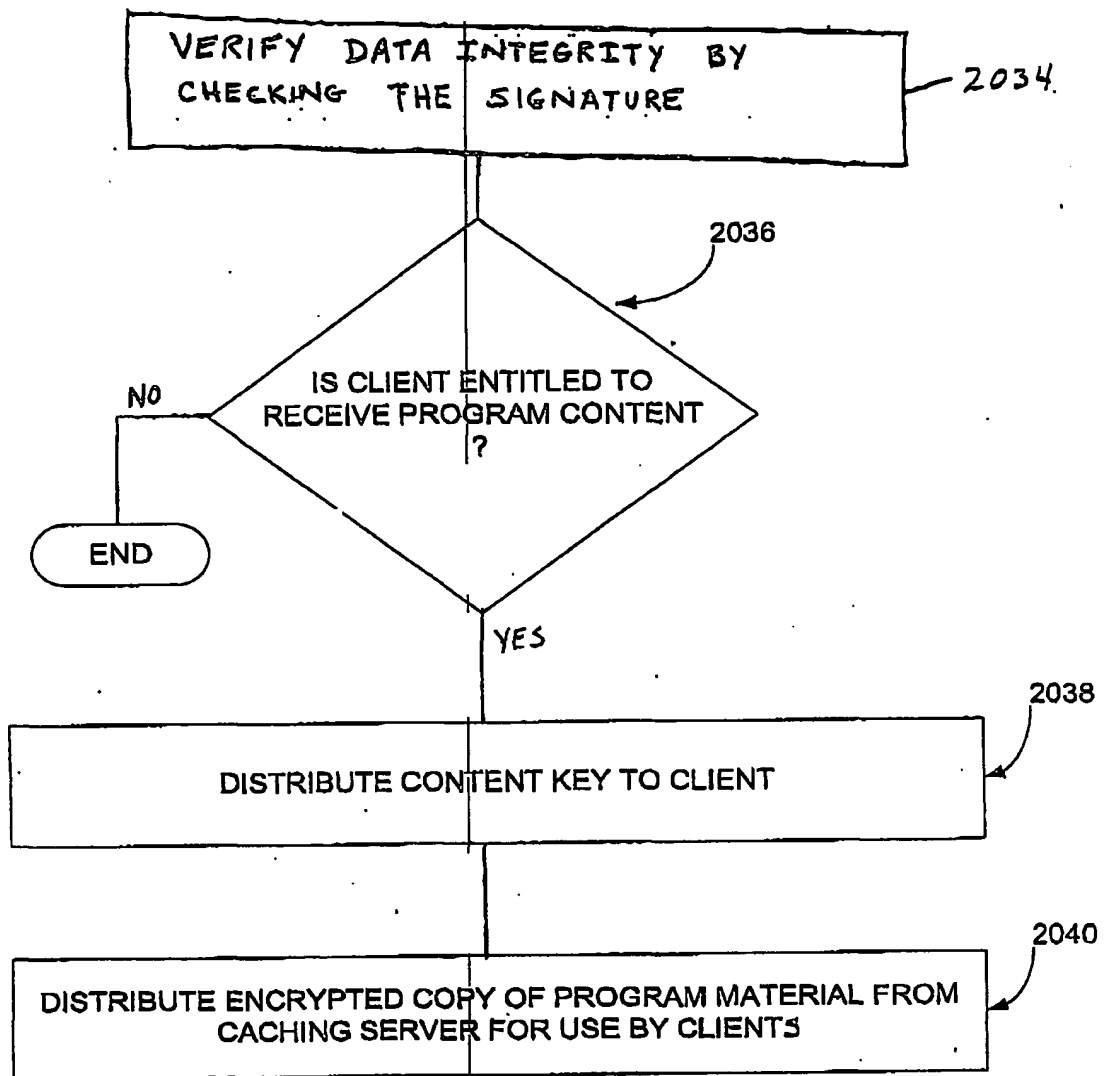 VERIFY DATA INTEGRITY BY
CHECKING THE SIGNATURE
2034
2036
IS CLIENT ENTITLED TO
RECEIVE PROGRAM CONTENT
?
NO
END
YES
2038
DISTRIBUTE CONTENT KEY TO CLIENT
2040
DISTRIBUTE ENCRYPTED COPY OF PROGRAM MATERIAL FROM
CACHING SERVER FOR USE BY CLIENTS